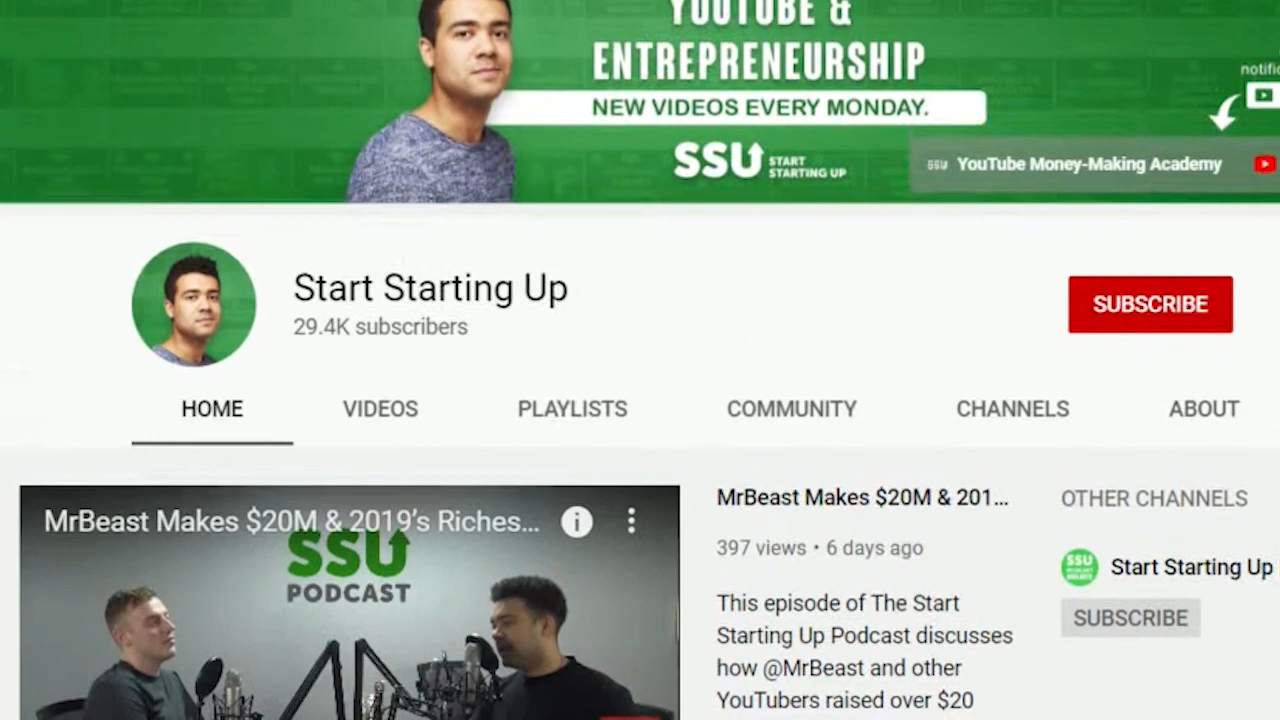 YOUTUBE &
ENTREPRENEURSHIP
NEW VIDEOS EVERY MONDAY.
SSU START
STARTING UP
notific
SSU YouTube Money-Making Academy
Start Starting Up
29.4K subscribers
SUBSCRIBE
HOME VIDEOS PLAYLISTS COMMUNITY CHANNELS ABOUT
MrBeast Makes $20M & 2019’s Riches...
SSU
PODCAST
MrBeast Makes $20M & 201...
397 views • 6 days ago
This episode of The Start
Starting Up Podcast discusses
how @MrBeast and other
YouTubers raised over $20
OTHER CHANNELS
SSU
Start Starting Up
SUBSCRIBE